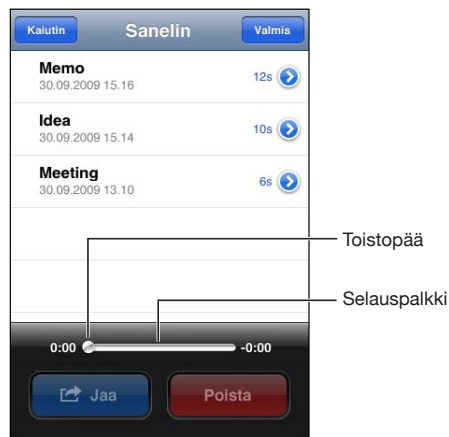 Kaiutin Sanelin Valmis
Memo
30.09.2009 15.16 12s
Idea
30.09.2009 15.14 10s
Meeting
30.09.2009 13.10 6s
Toistopää
Selauspalkki
0:00 -0:00
Jaa Poista